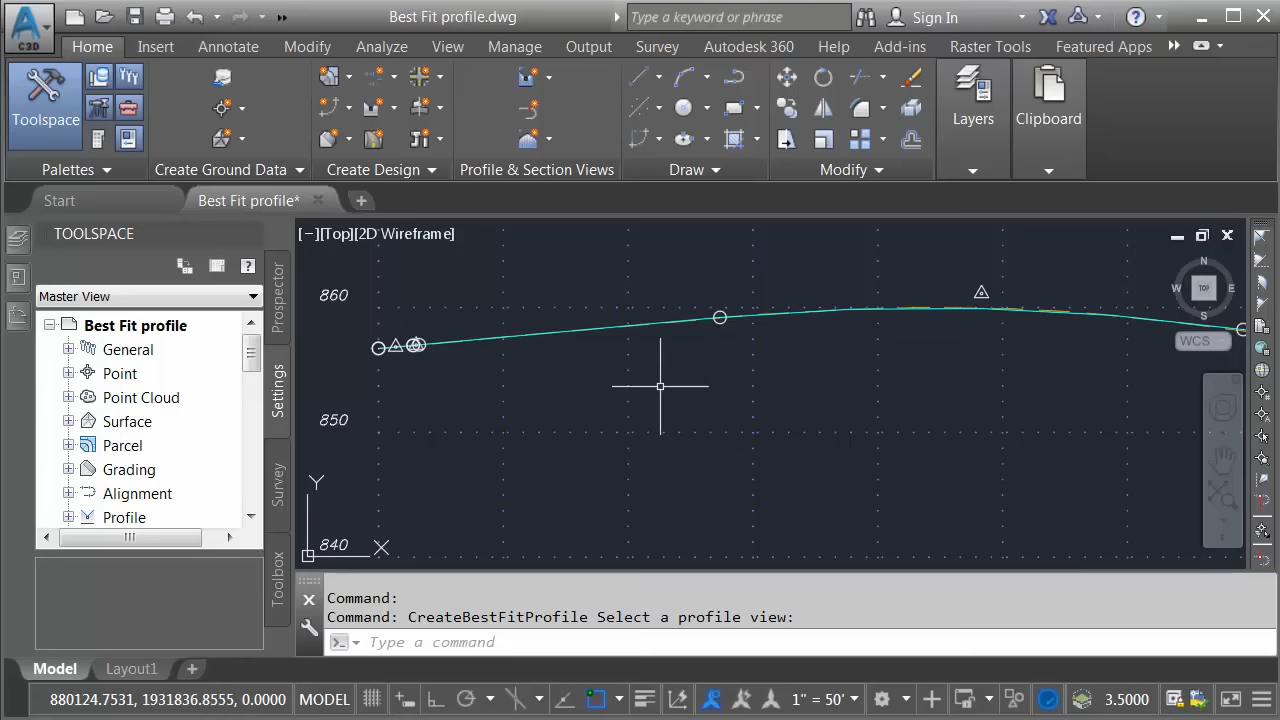 Best Fit profile.dwg
Type a keyword or phrase
Sign In
C3D
Home Insert Annotate Modify Analyze View Manage Output Survey Autodesk 360 Help Add-ins Raster Tools Featured Apps
Toolspace
Layers
Clipboard
Palettes Create Ground Data Create Design Profile & Section Views Draw Modify
Start
Best Fit profile*
TOOLSPACE
[−][Top][2D Wireframe]
Master View
Best Fit profile
General
Point
Point Cloud
Surface
Parcel
Grading
Alignment
Profile
Prospector
Settings
Survey
Toolbox
860
850
840
Y
X
N
W
TOP
E
S
WCS
Command:
Command: CreateBestFitProfile Select a profile view:
Type a command
Model
Layout1
880124.7531, 1931836.8555, 0.0000
MODEL
1" = 50'
3.5000